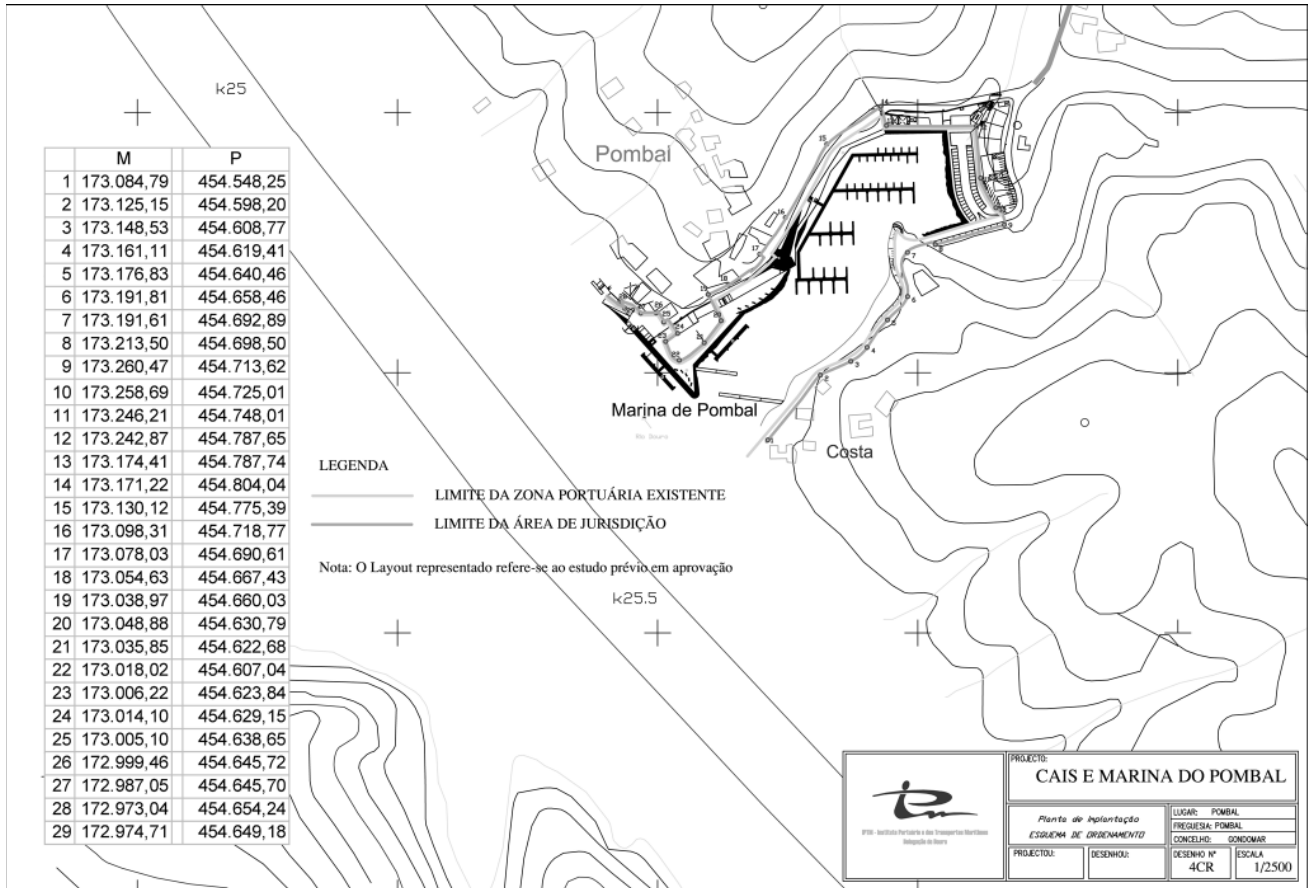 k25
Pombal
M P
1 173.084,79 454.548,25
2 173.125,15 454.598,20
3 173.148,53 454.608,77
4 173.161,11 454.619,41
5 173.176,83 454.640,46
6 173.191,81 454.658,46
7 173.191,61 454.692,89
8 173.213,50 454.698,50
9 173.260,47 454.713,62
10 173.258,69 454.725,01
11 173.246,21 454.748,01
12 173.242,87 454.787,65
13 173.174,41 454.787,74
14 173.171,22 454.804,04
15 173.130,12 454.775,39
16 173.098,31 454.718,77
17 173.078,03 454.690,61
18 173.054,63 454.667,43
19 173.038,97 454.660,03
20 173.048,88 454.630,79
21 173.035,85 454.622,68
22 173.018,02 454.607,04
23 173.006,22 454.623,84
24 173.014,10 454.629,15
25 173.005,10 454.638,65
26 172.999,46 454.645,72
27 172.987,05 454.645,70
28 172.973,04 454.654,24
29 172.974,71 454.649,18
Marina de Pombal
Rio Douro
Costa
LEGENDA
LIMITE DA ZONA PORTUÁRIA EXISTENTE
LIMITE DA ÁREA DE JURISDIÇÃO
Nota: O Layout representado refere-se ao estudo prévio em aprovação
k25.5
IPTM - Instituto Portuário e dos Transportes Marítimos
Delegação do Douro
PROJECTO:
CAIS E MARINA DO POMBAL
Planta de implantação
ESQUEMA DE ORDENAMENTO
LUGAR: POMBAL
FREGUESIA: POMBAL
CONCELHO: GONDOMAR
PROJECTOU:
DESENHOU:
DESENHO Nº
4CR
ESCALA
1/2500